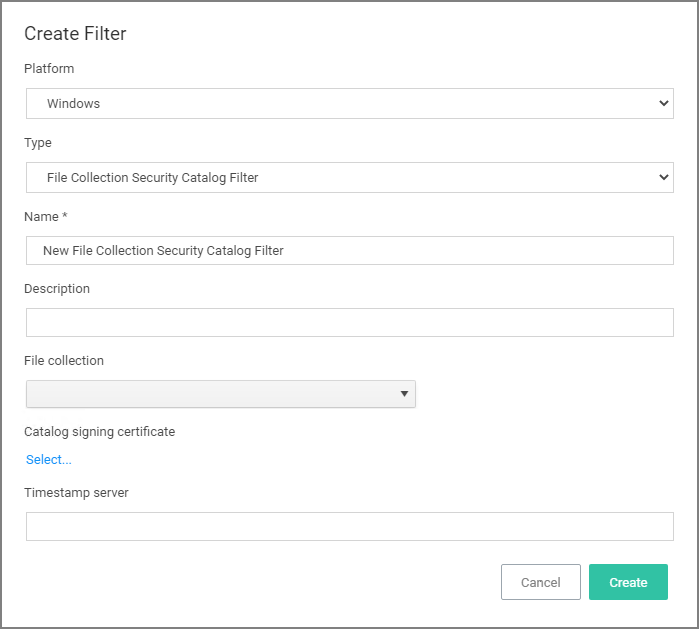 Create Filter
Platform
Windows
Type
File Collection Security Catalog Filter
Name *
New File Collection Security Catalog Filter
Description
File collection
Catalog signing certificate
Select...
Timestamp server
Cancel
Create